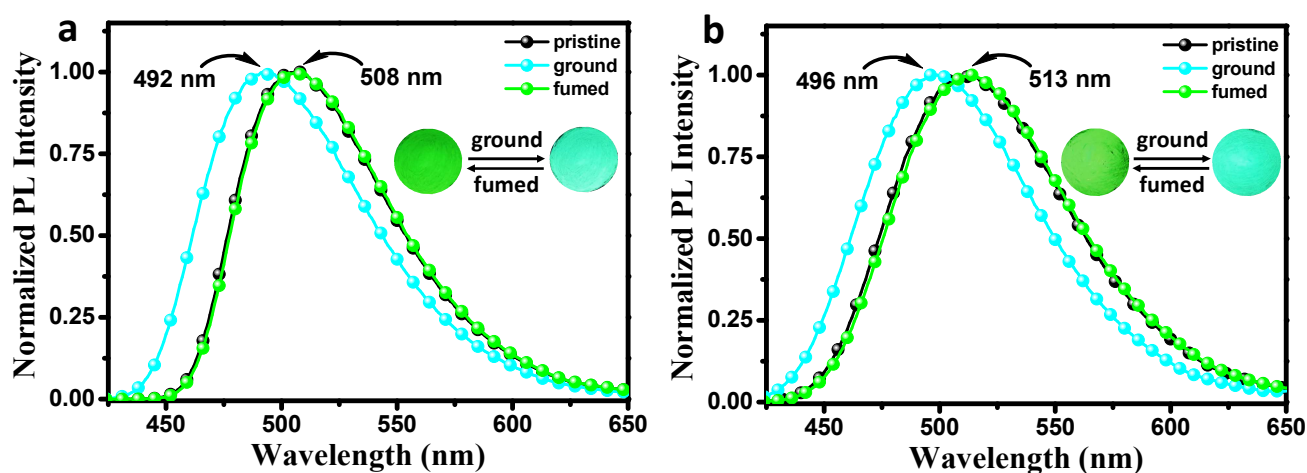 a
492 nm
508 nm
pristine
ground
fumed
ground
fumed
Normalized PL Intensity
1.00
0.75
0.50
0.25
0.00
450 500 550 600 650
Wavelength (nm)
b
496 nm
513 nm
pristine
ground
fumed
ground
fumed
Normalized PL Intensity
1.00
0.75
0.50
0.25
0.00
450 500 550 600 650
Wavelength (nm)